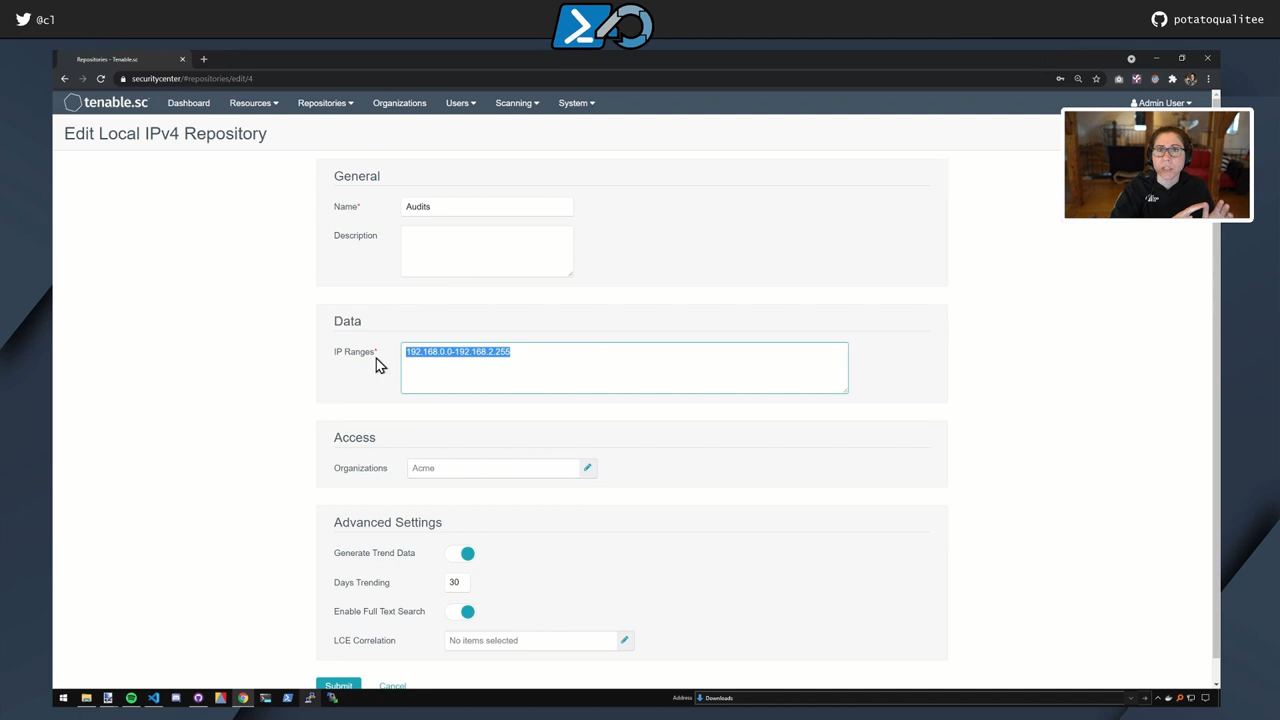 @cl
potatoqualitee
Repositories - Tenable.sc
securitycenter/#repositories/edit/4
tenable.sc
Dashboard
Resources
Repositories
Organizations
Users
Scanning
System
Admin User
Edit Local IPv4 Repository
General
Name*
Audits
Description
Data
IP Ranges*
192.168.0.0-192.168.2.255
Access
Organizations
Acme
Advanced Settings
Generate Trend Data
Days Trending
30
Enable Full Text Search
LCE Correlation
No items selected
Submit
Cancel
Address
Downloads